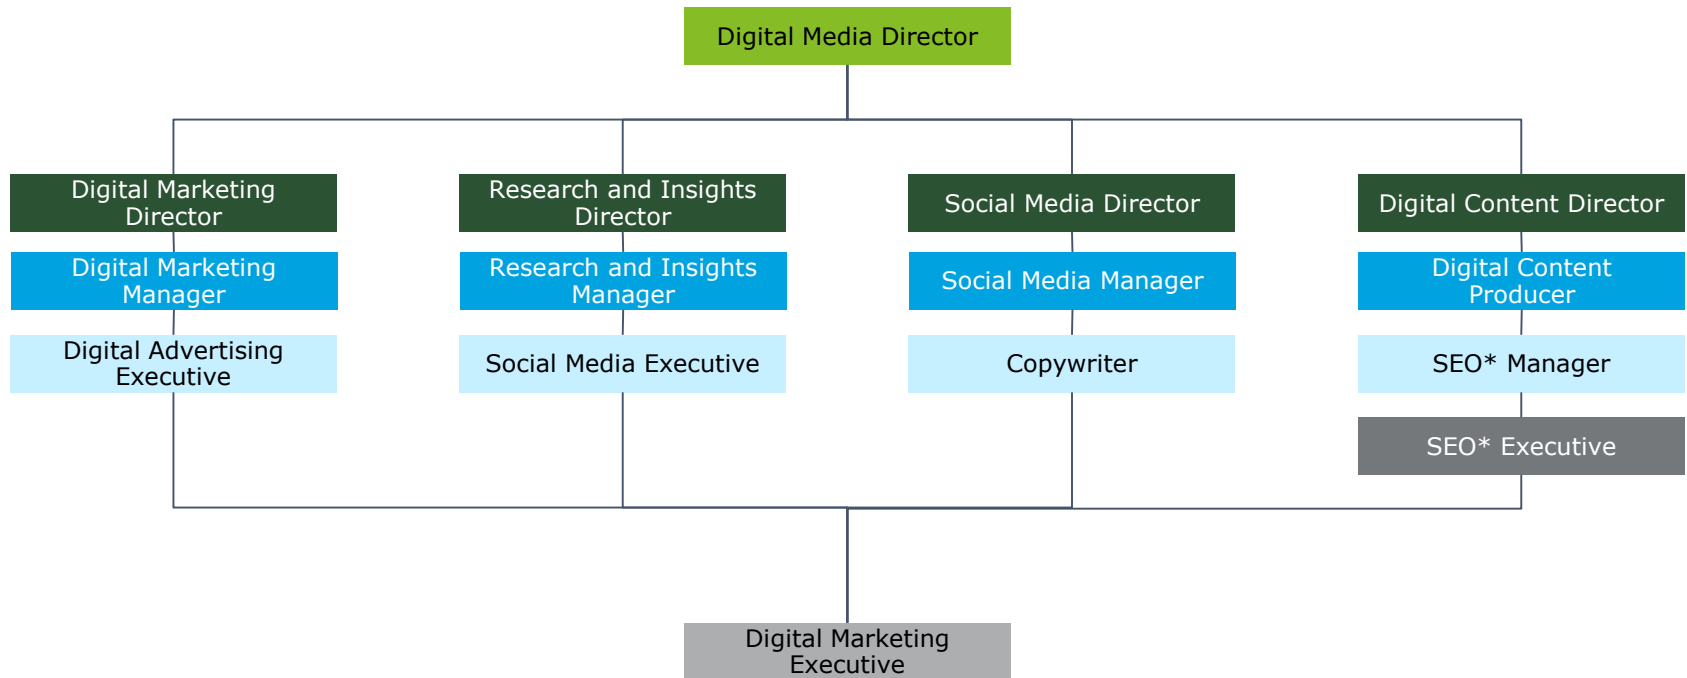 Digital Media Director
Digital Marketing
Director
Research and Insights
Director
Social Media Director
Digital Content Director
Digital Marketing
Manager
Research and Insights
Manager
Social Media Manager
Digital Content
Producer
Digital Advertising
Executive
Social Media Executive
Copywriter
SEO* Manager
SEO* Executive
Digital Marketing
Executive